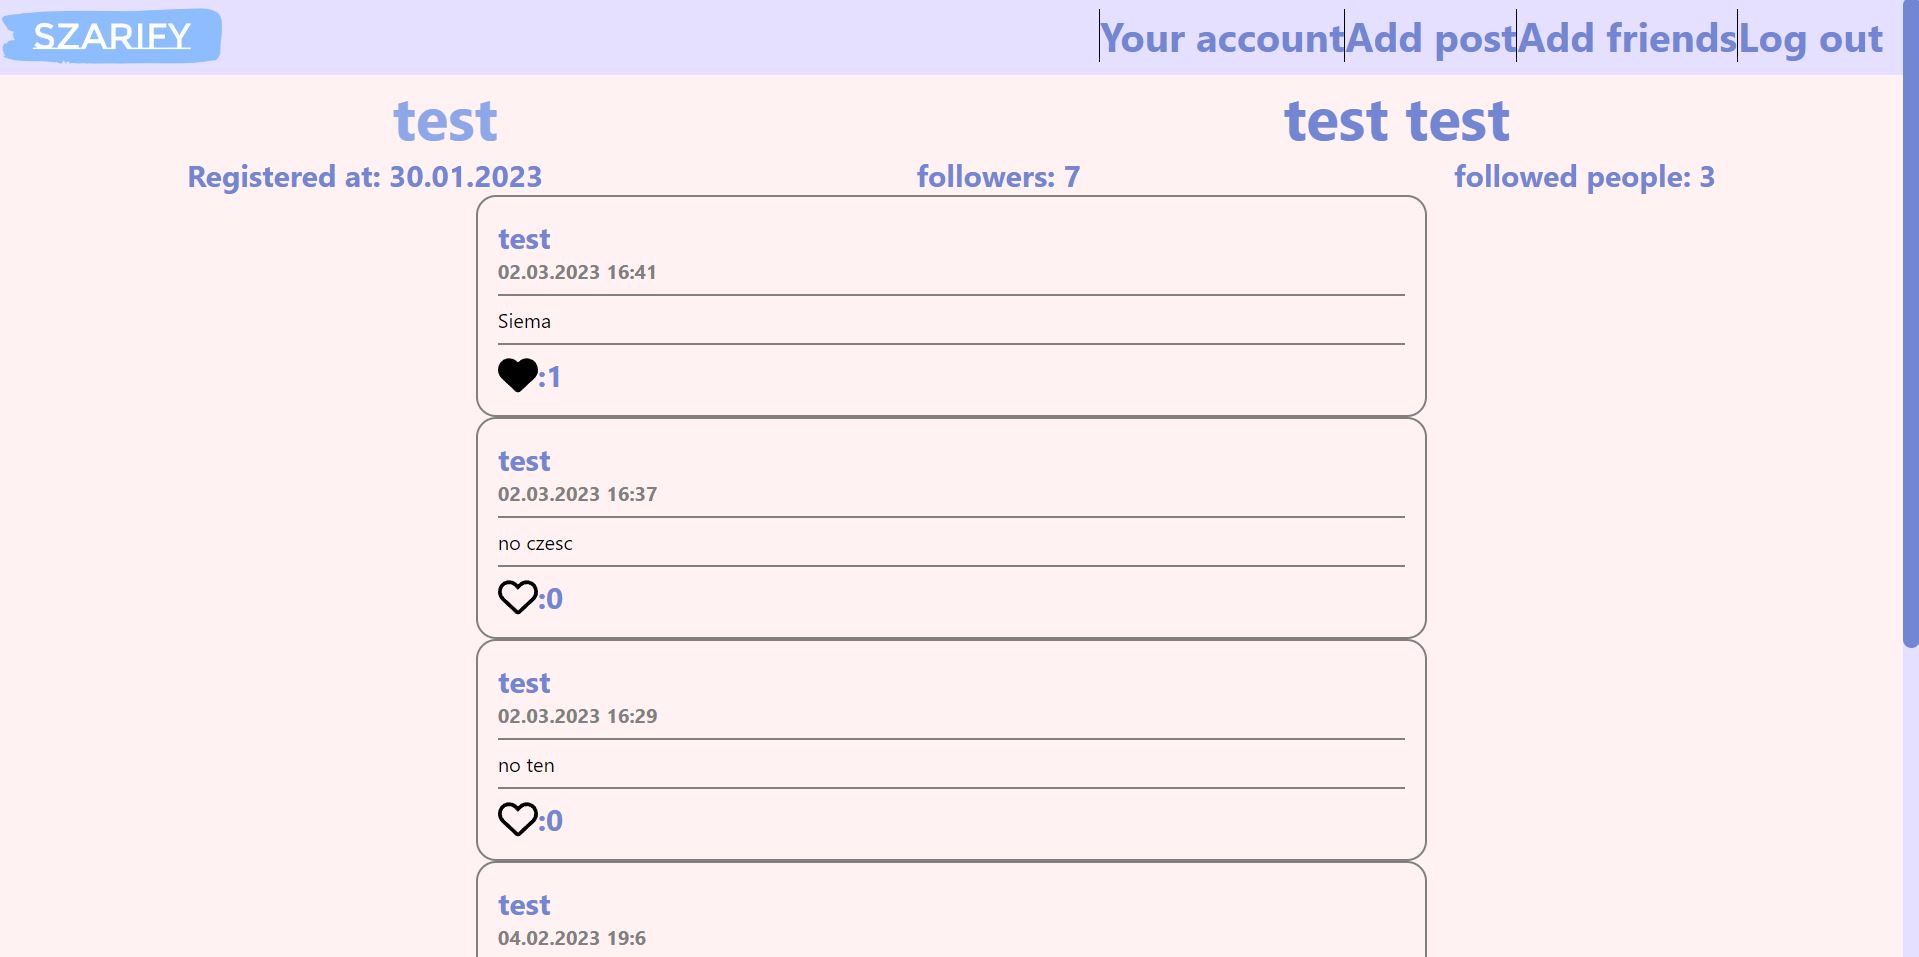 SZARIFY
Your account Add post Add friends Log out
test test test
Registered at: 30.01.2023 followers: 7 followed people: 3
test
02.03.2023 16:41
Siema
:1
test
02.03.2023 16:37
no czesc
:0
test
02.03.2023 16:29
no ten
:0
test
04.02.2023 19:6